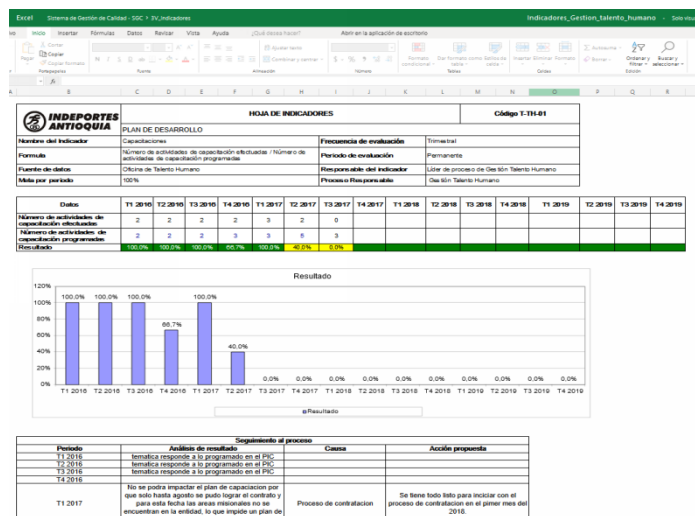 Excel Sistema de Gestión de Calidad - SGC > 3V_Indicadores Indicadores_Gestion_talento_humano - Solo visu
Inicio Insertar Fórmulas Datos Revisar Vista Ayuda ¿Qué desea hacer? Abrir en la aplicación de escritorio
Cortar
Copiar
Copiar formato
Pegar
Ajustar texto
Combinar y centrar
Formato condicional
Insertar Eliminar Formato
Autosuma
Borrar
Ordenar y filtrar
Buscar y seleccionar
Portapapeles Fuente Alineación Número Tablas Celdas Edición
B C D E F G H I J K L M N O P Q R
INDEPORTES ANTIOQUIA
HOJA DE INDICADORES Código T-TH-01
PLAN DE DESARROLLO
Nombre del Indicador Capacitaciones Frecuencia de evaluación Trimestral
Formula Número de actividades de capacitación efectuadas / Número de actividades de capacitación programadas Periodo de evaluación Permanente
Fuente de datos Oficina de Talento Humano Responsable del indicador Líder de proceso de Gestión Talento Humano
Meta por periodo 100% Proceso Responsable Gestión Talento Humano
Datos T1 2016 T2 2016 T3 2016 T4 2016 T1 2017 T2 2017 T3 2017 T4 2017 T1 2018 T2 2018 T3 2018 T4 2018 T1 2019 T2 2019 T3 2019 T4 2019
Número de actividades de capacitación efectuadas 2 2 2 2 3 2 0
Número de actividades de capacitación programadas 2 2 2 3 3 5 3
Resultado 100,0% 100,0% 100,0% 66,7% 100,0% 40,0% 0,0%
Resultado
120%
100%
80%
60%
40%
20%
0%
100,0% 100,0% 100,0% 66,7% 100,0% 40,0% 0,0% 0,0% 0,0% 0,0% 0,0% 0,0% 0,0% 0,0% 0,0% 0,0%
T1 2016 T2 2016 T3 2016 T4 2016 T1 2017 T2 2017 T3 2017 T4 2017 T1 2018 T2 2018 T3 2018 T4 2018 T1 2019 T2 2019 T3 2019 T4 2019
Resultado
Seguimiento al proceso
Periodo Análisis de resultado Causa Acción propuesta
T1 2016 tematica responde a lo programado en el PIC
T2 2016 tematica responde a lo programado en el PIC
T3 2016 tematica responde a lo programado en el PIC
T4 2016
T1 2017
No se podra impactar el plan de capaciacion por
que solo hasta agosto se pudo lograr el contrato y
para esta fecha las areas misionales no se
encuentran en la entidad, lo que impide un plan de
Proceso de contratacion
Se tiene todo listo para iniciar con el
proceso de contratacion en el pimer mes del
2018.